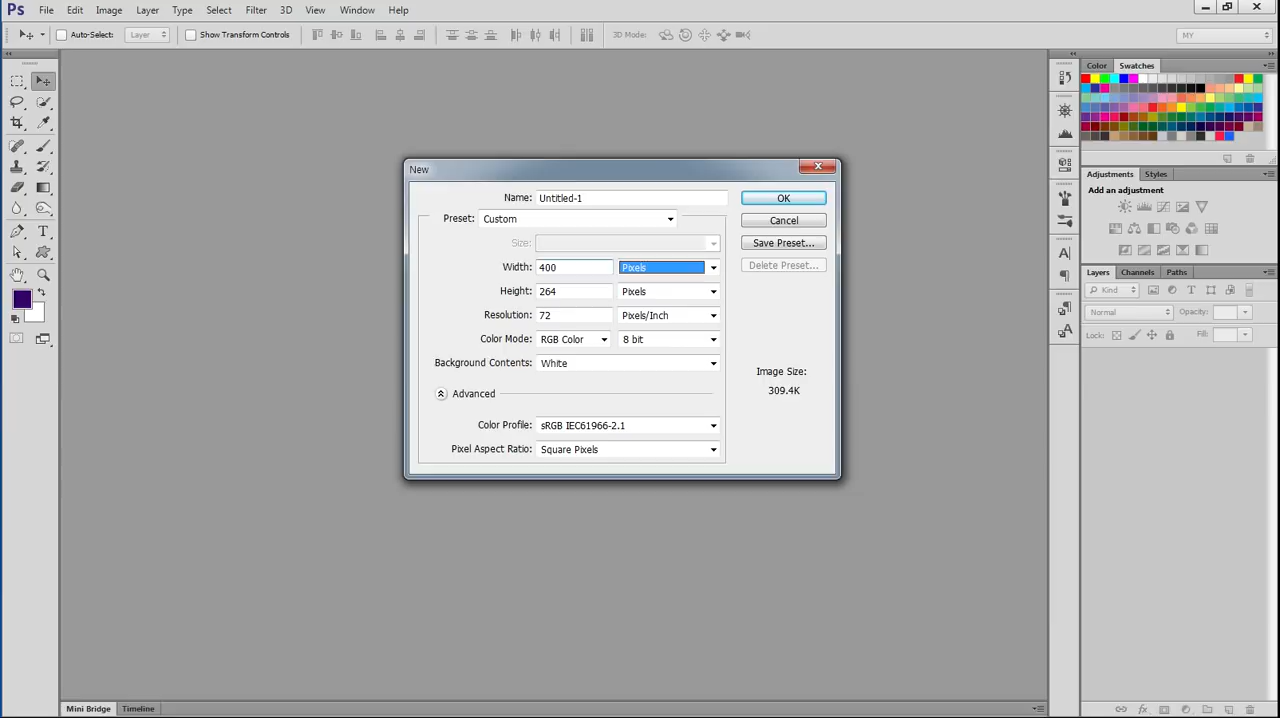 Ps File Edit Image Layer Type Select Filter 3D View Window Help
Auto-Select: Layer Show Transform Controls 3D Mode: MY
Color Swatches
New
Name: Untitled-1 OK
Preset: Custom Cancel
Size: Save Preset...
Width: 400 Pixels Delete Preset...
Height: 264 Pixels
Resolution: 72 Pixels/Inch
Color Mode: RGB Color 8 bit
Background Contents: White
Image Size:
309.4K
Advanced
Color Profile: sRGB IEC61966-2.1
Pixel Aspect Ratio: Square Pixels
Adjustments Styles
Add an adjustment
Layers Channels Paths
Kind
Normal Opacity:
Lock: Fill:
Mini Bridge Timeline